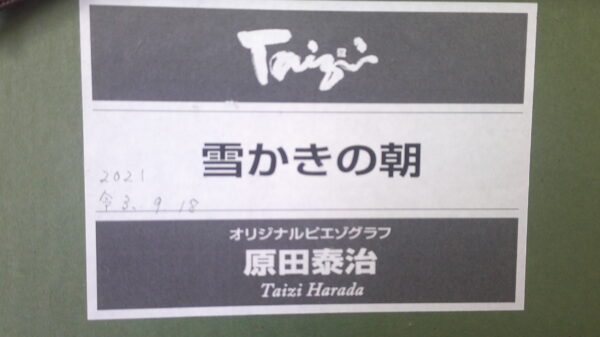 Taizi
雪かきの朝
2021
令3. 9. 18
オリジナルピエゾグラフ
原田泰治
Taizi Harada